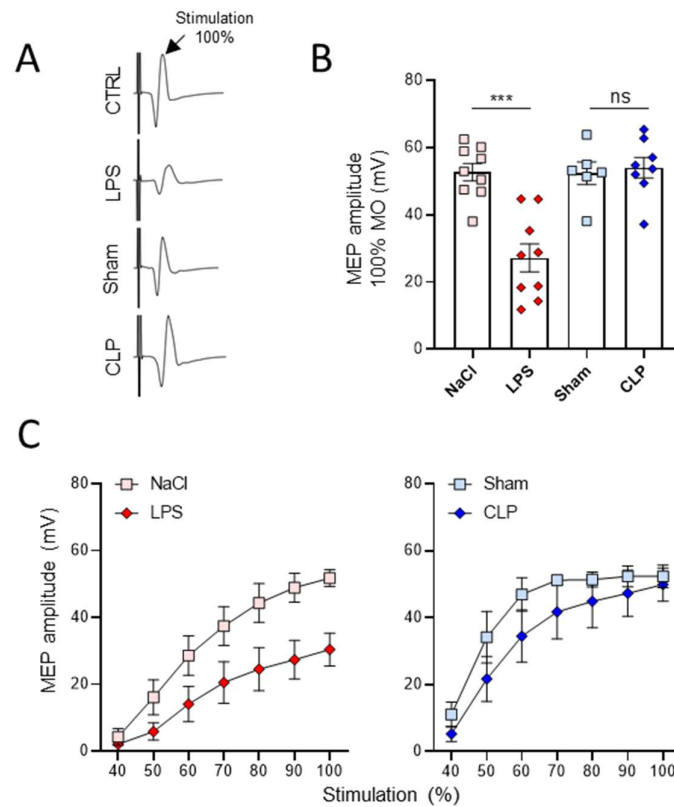 A
Stimulation
100%
CTRL
LPS
Sham
CLP
B
MEP amplitude
100% MO (mV)
80
60
40
20
0
***
ns
NaCl
LPS
Sham
CLP
C
MEP amplitude (mV)
80
60
40
20
0
NaCl
LPS
40 50 60 70 80 90 100
80
60
40
20
0
Sham
CLP
40 50 60 70 80 90 100
Stimulation (%)